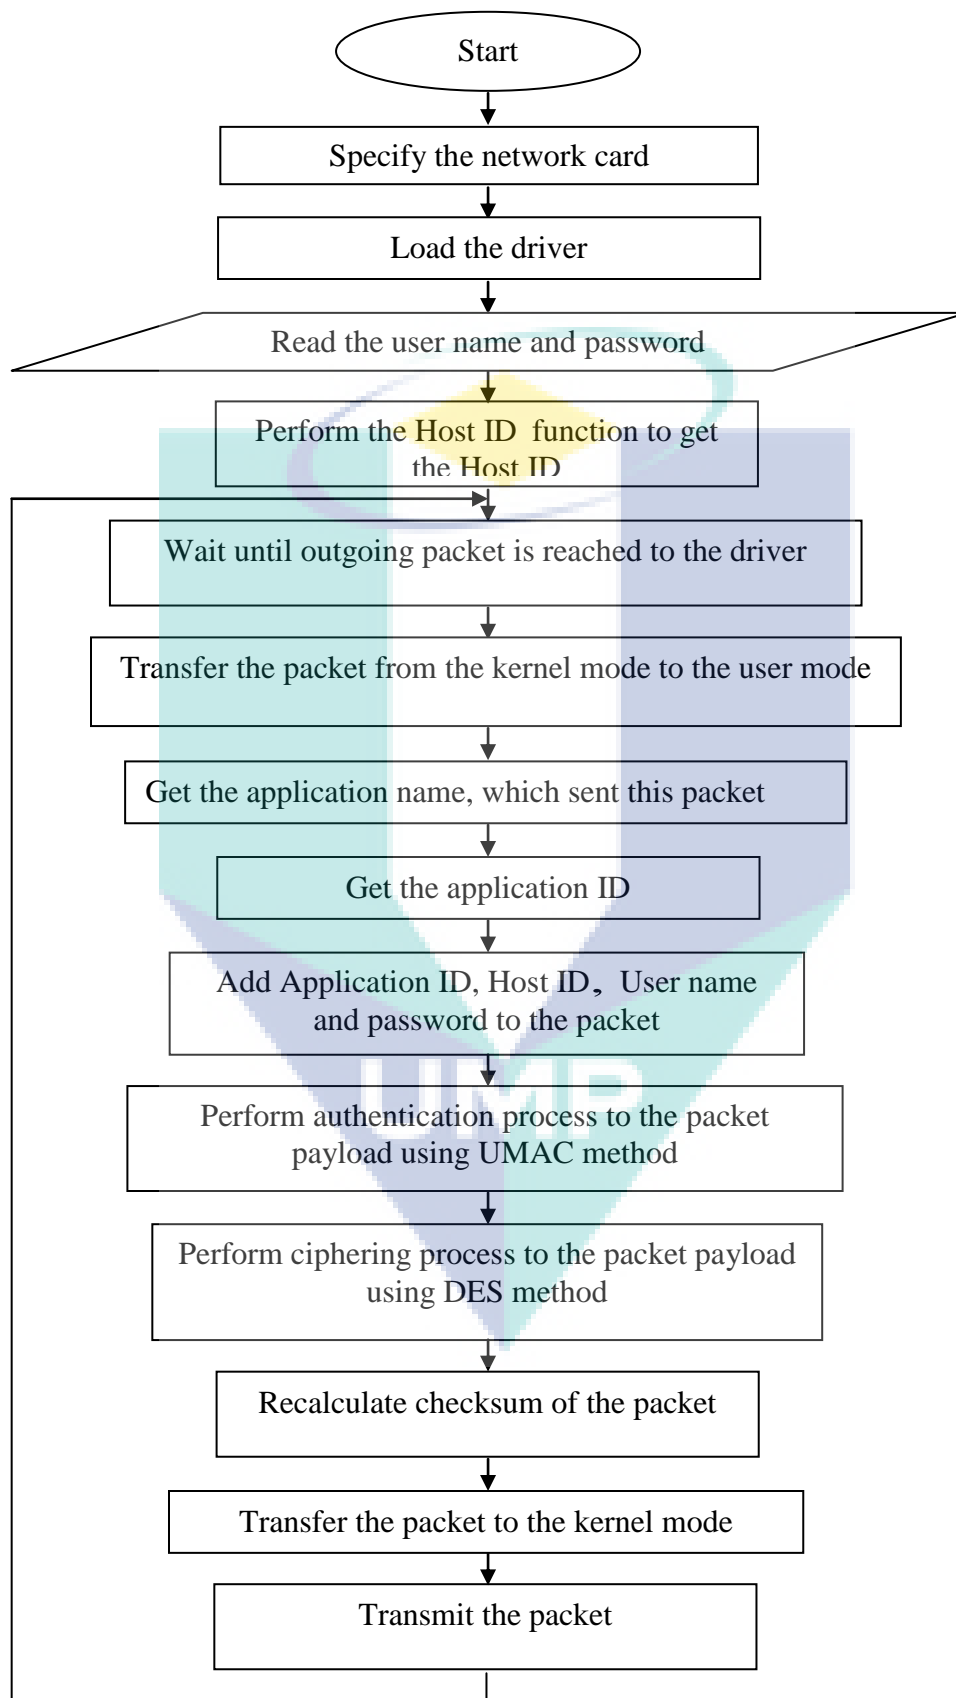 Start
Specify the network card
Load the driver
Read the user name and password
Perform the Host ID function to get
the Host ID
Wait until outgoing packet is reached to the driver
Transfer the packet from the kernel mode to the user mode
Get the application name, which sent this packet
Get the application ID
Add Application ID, Host ID, User name
and password to the packet
UMP
Perform authentication process to the packet
payload using UMAC method
Perform ciphering process to the packet payload
using DES method
Recalculate checksum of the packet
Transfer the packet to the kernel mode
Transmit the packet